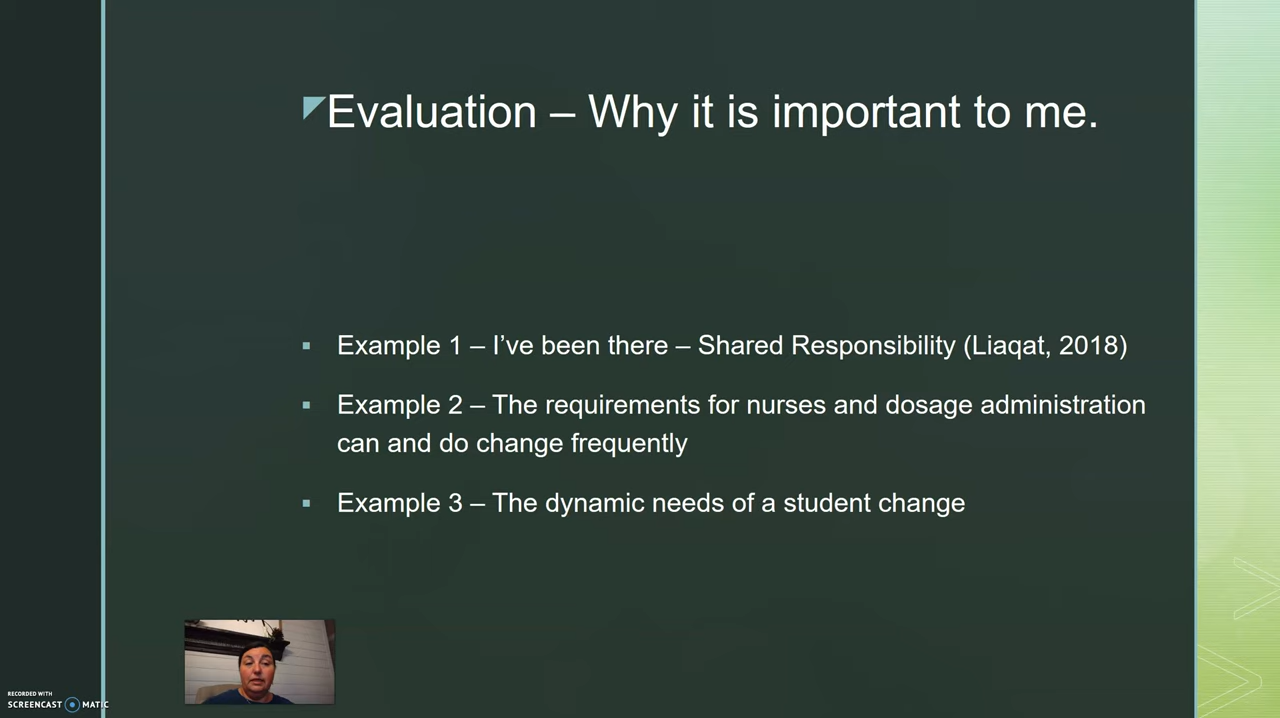 Evaluation – Why it is important to me.
Example 1 – I’ve been there – Shared Responsibility (Liaqat, 2018)
Example 2 – The requirements for nurses and dosage administration
can and do change frequently
Example 3 – The dynamic needs of a student change
RECORDED WITH
SCREENCAST MATIC